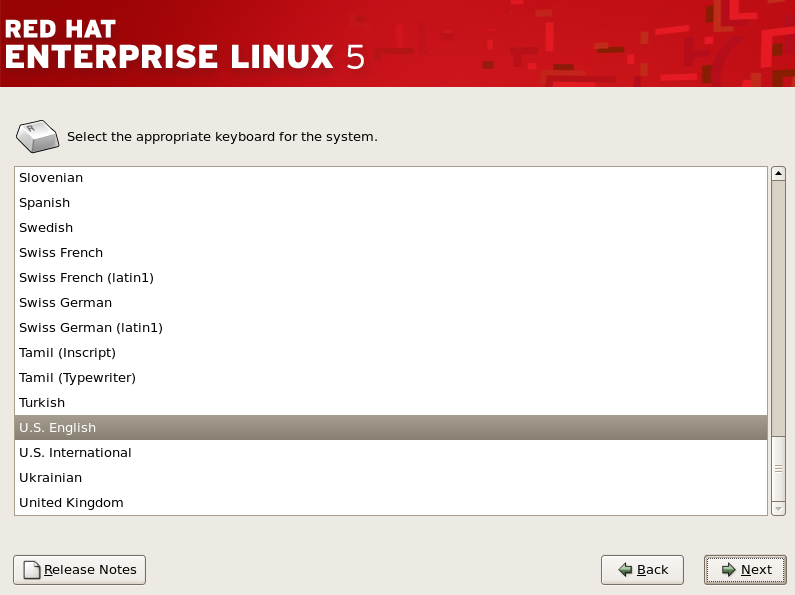 RED HAT
ENTERPRISE LINUX 5
R
Select the appropriate keyboard for the system.
Slovenian
Spanish
Swedish
Swiss French
Swiss French (latin1)
Swiss German
Swiss German (latin1)
Tamil (Inscript)
Tamil (Typewriter)
Turkish
U.S. English
U.S. International
Ukrainian
United Kingdom
Release Notes
Back
Next